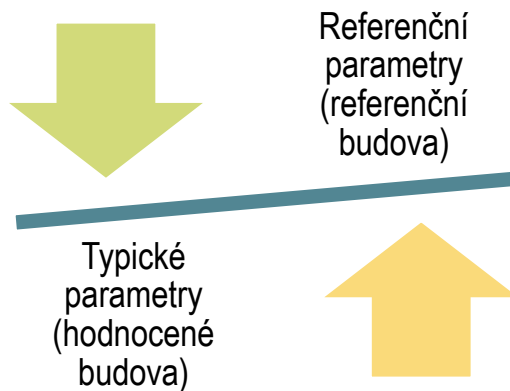 Referenční
parametry
(referenční
budova)
Typické
parametry
(hodnocené
budova)